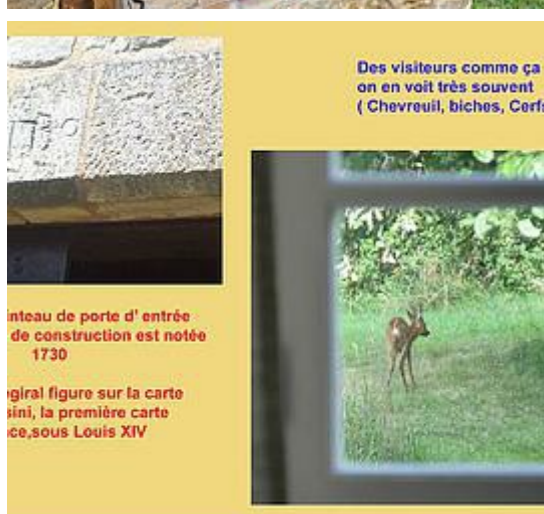 Des visiteurs comme ça
on en voit très souvent
( Chevreuil, biches, Cerfs
inteau de porte d' entrée
de construction est notée
1730
egiral figure sur la carte
sini, la première carte
ce,sous Louis XIV